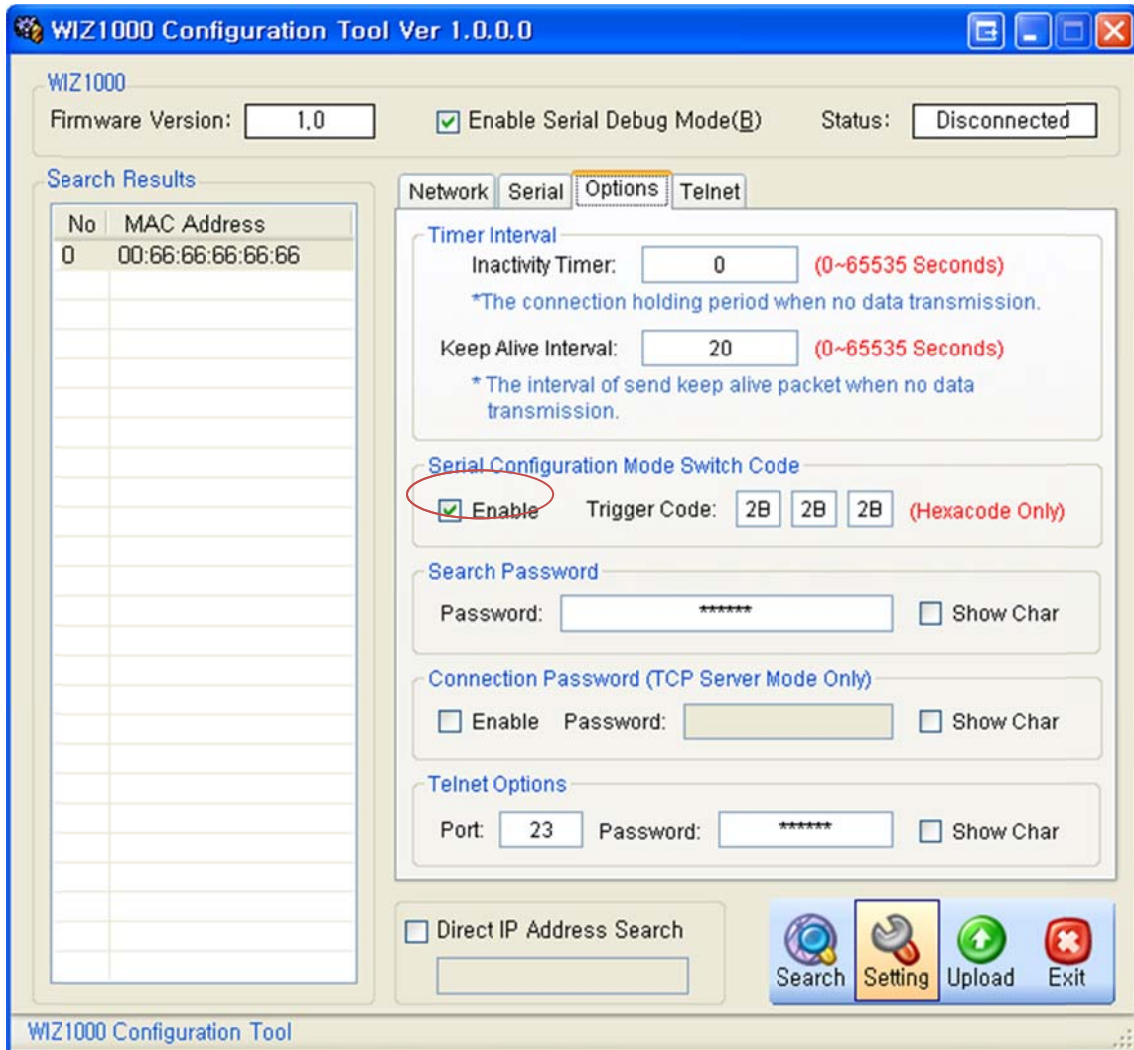 WIZ1000 Configuration Tool Ver 1.0.0.0
WIZ1000
Firmware Version: 1.0 Enable Serial Debug Mode(B) Status: Disconnected
Search Results
No MAC Address
0 00:66:66:66:66:66
Network Serial Options Telnet
Timer Interval
Inactivity Timer: 0 (0~65535 Seconds)
*The connection holding period when no data transmission.
Keep Alive Interval: 20 (0~65535 Seconds)
* The interval of send keep alive packet when no data
transmission.
Serial Configuration Mode Switch Code
Enable Trigger Code: 2B 2B 2B (Hexacode Only)
Search Password
Password: ****** Show Char
Connection Password (TCP Server Mode Only)
Enable Password: Show Char
Telnet Options
Port: 23 Password: ****** Show Char
Direct IP Address Search
Search Setting Upload Exit
WIZ1000 Configuration Tool